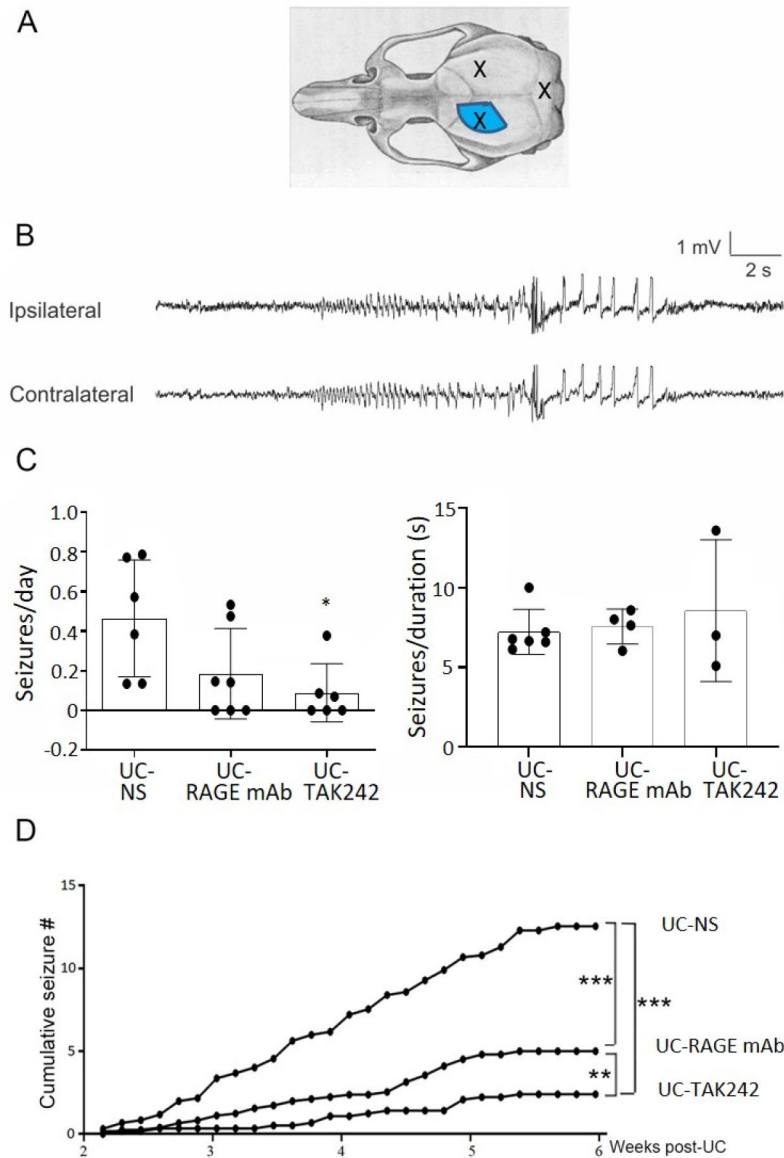 A
X
X
X
B
1 mV
2 s
Ipsilateral
Contralateral
C
Seizures/day
1.0
0.8
0.6
0.4
0.2
0
-0.2
*
UC-
NS
UC-
RAGE mAb
UC-
TAK242
Seizures/duration (s)
15
10
5
0
UC-
NS
UC-
RAGE mAb
UC-
TAK242
D
Cumulative seizure #
15
10
5
0
2 3 4 5 6 Weeks post-UC
UC-NS
***
***
UC-RAGE mAb
**
UC-TAK242